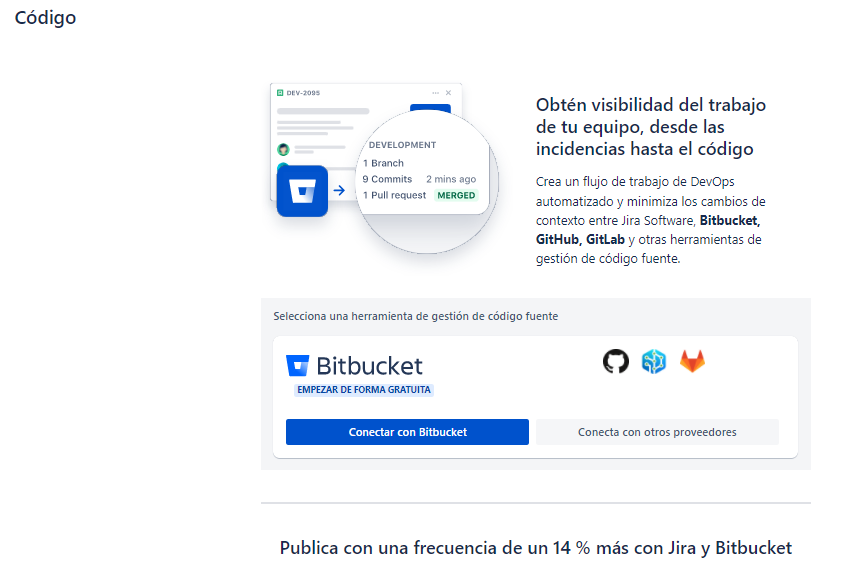 Código
DEV-2095
DEVELOPMENT
1 Branch
9 Commits 2 mins ago
1 Pull request MERGED
Obtén visibilidad del trabajo
de tu equipo, desde las
incidencias hasta el código
Crea un flujo de trabajo de DevOps
automatizado y minimiza los cambios de
contexto entre Jira Software, Bitbucket,
GitHub, GitLab y otras herramientas de
gestión de código fuente.
Selecciona una herramienta de gestión de código fuente
Bitbucket
EMPEZAR DE FORMA GRATUITA
Conectar con Bitbucket
Conecta con otros proveedores
Publica con una frecuencia de un 14 % más con Jira y Bitbucket